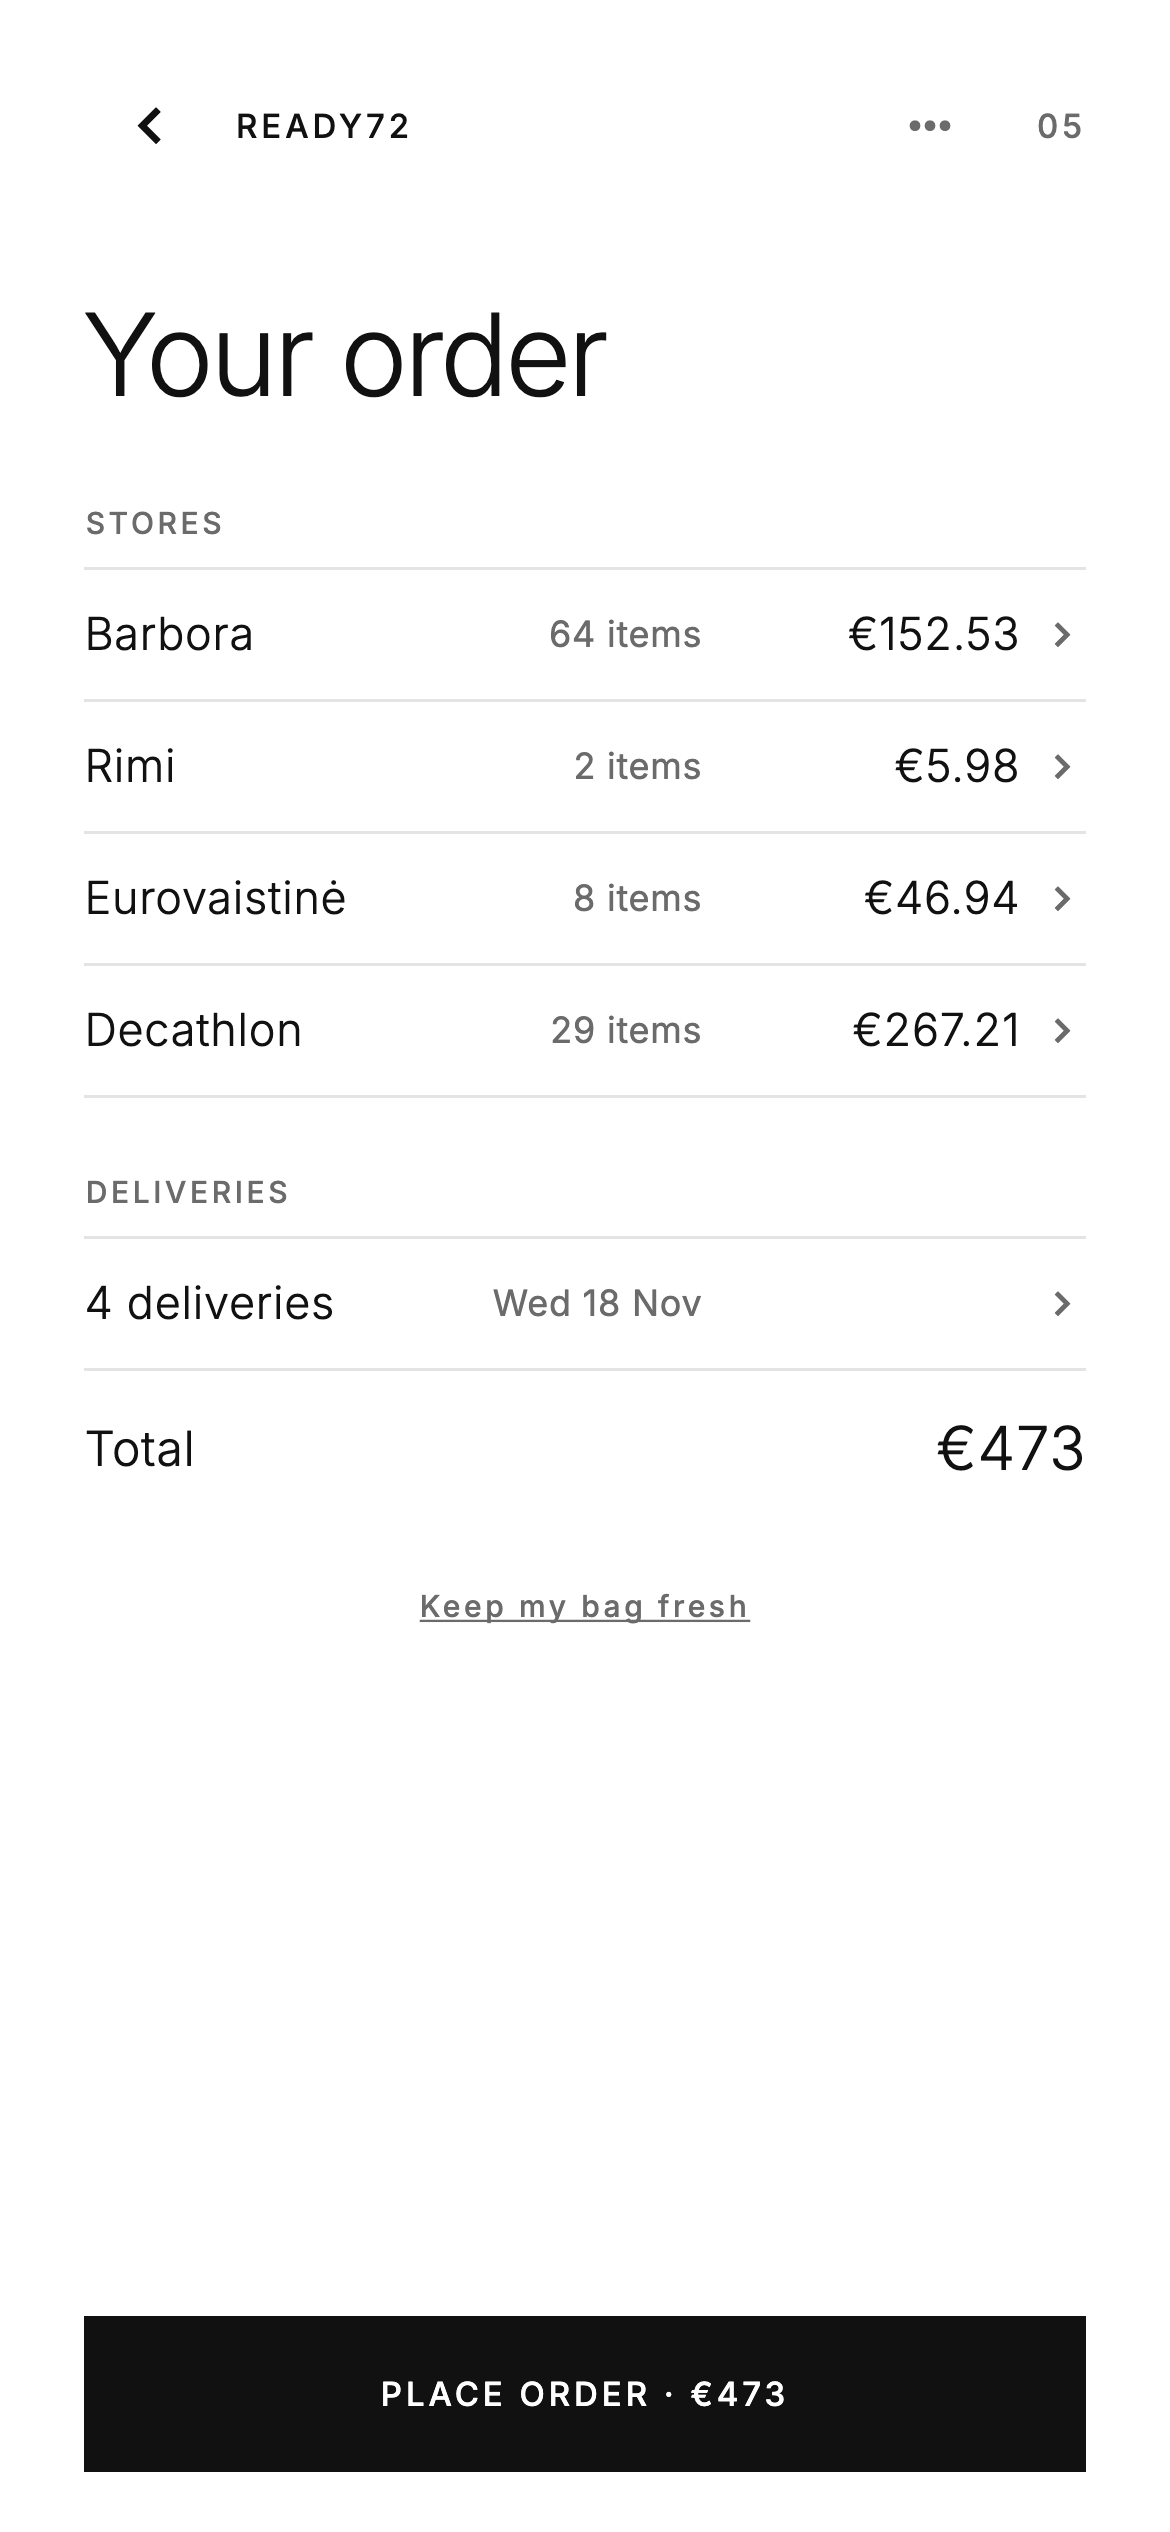 READY72 ••• 05
Your order
STORES
Barbora 64 items €152.53
Rimi 2 items €5.98
Eurovaistinė 8 items €46.94
Decathlon 29 items €267.21
DELIVERIES
4 deliveries Wed 18 Nov
Total €473
Keep my bag fresh
PLACE ORDER · €473